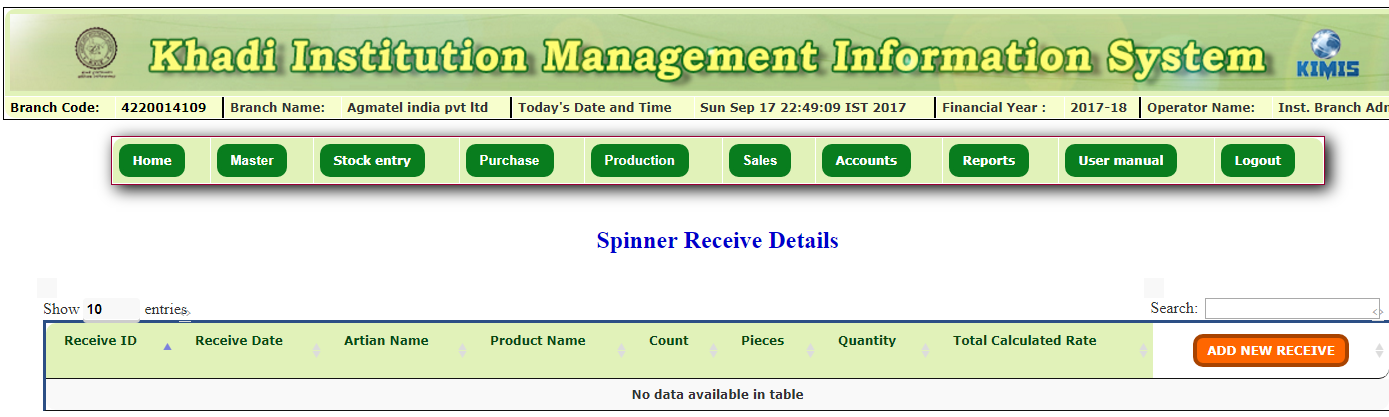 Khadi Institution Management Information System
KIMIS
Branch Code: 4220014109 Branch Name: Agmatel india pvt ltd Today's Date and Time Sun Sep 17 22:49:09 IST 2017 Financial Year : 2017-18 Operator Name: Inst. Branch Adm
Home Master Stock entry Purchase Production Sales Accounts Reports User manual Logout
Spinner Receive Details
Show 10 entries Search:
Receive ID Receive Date Artian Name Product Name Count Pieces Quantity Total Calculated Rate ADD NEW RECEIVE
No data available in table